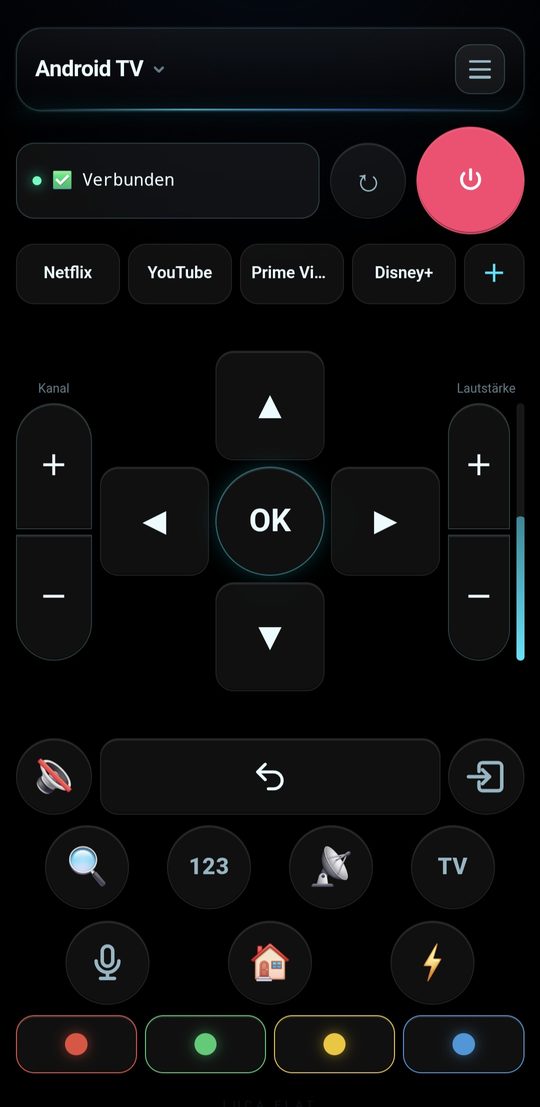 Android TV
Verbunden
Netflix
YouTube
Prime Vi...
Disney+
Kanal
Lautstärke
OK
123
TV